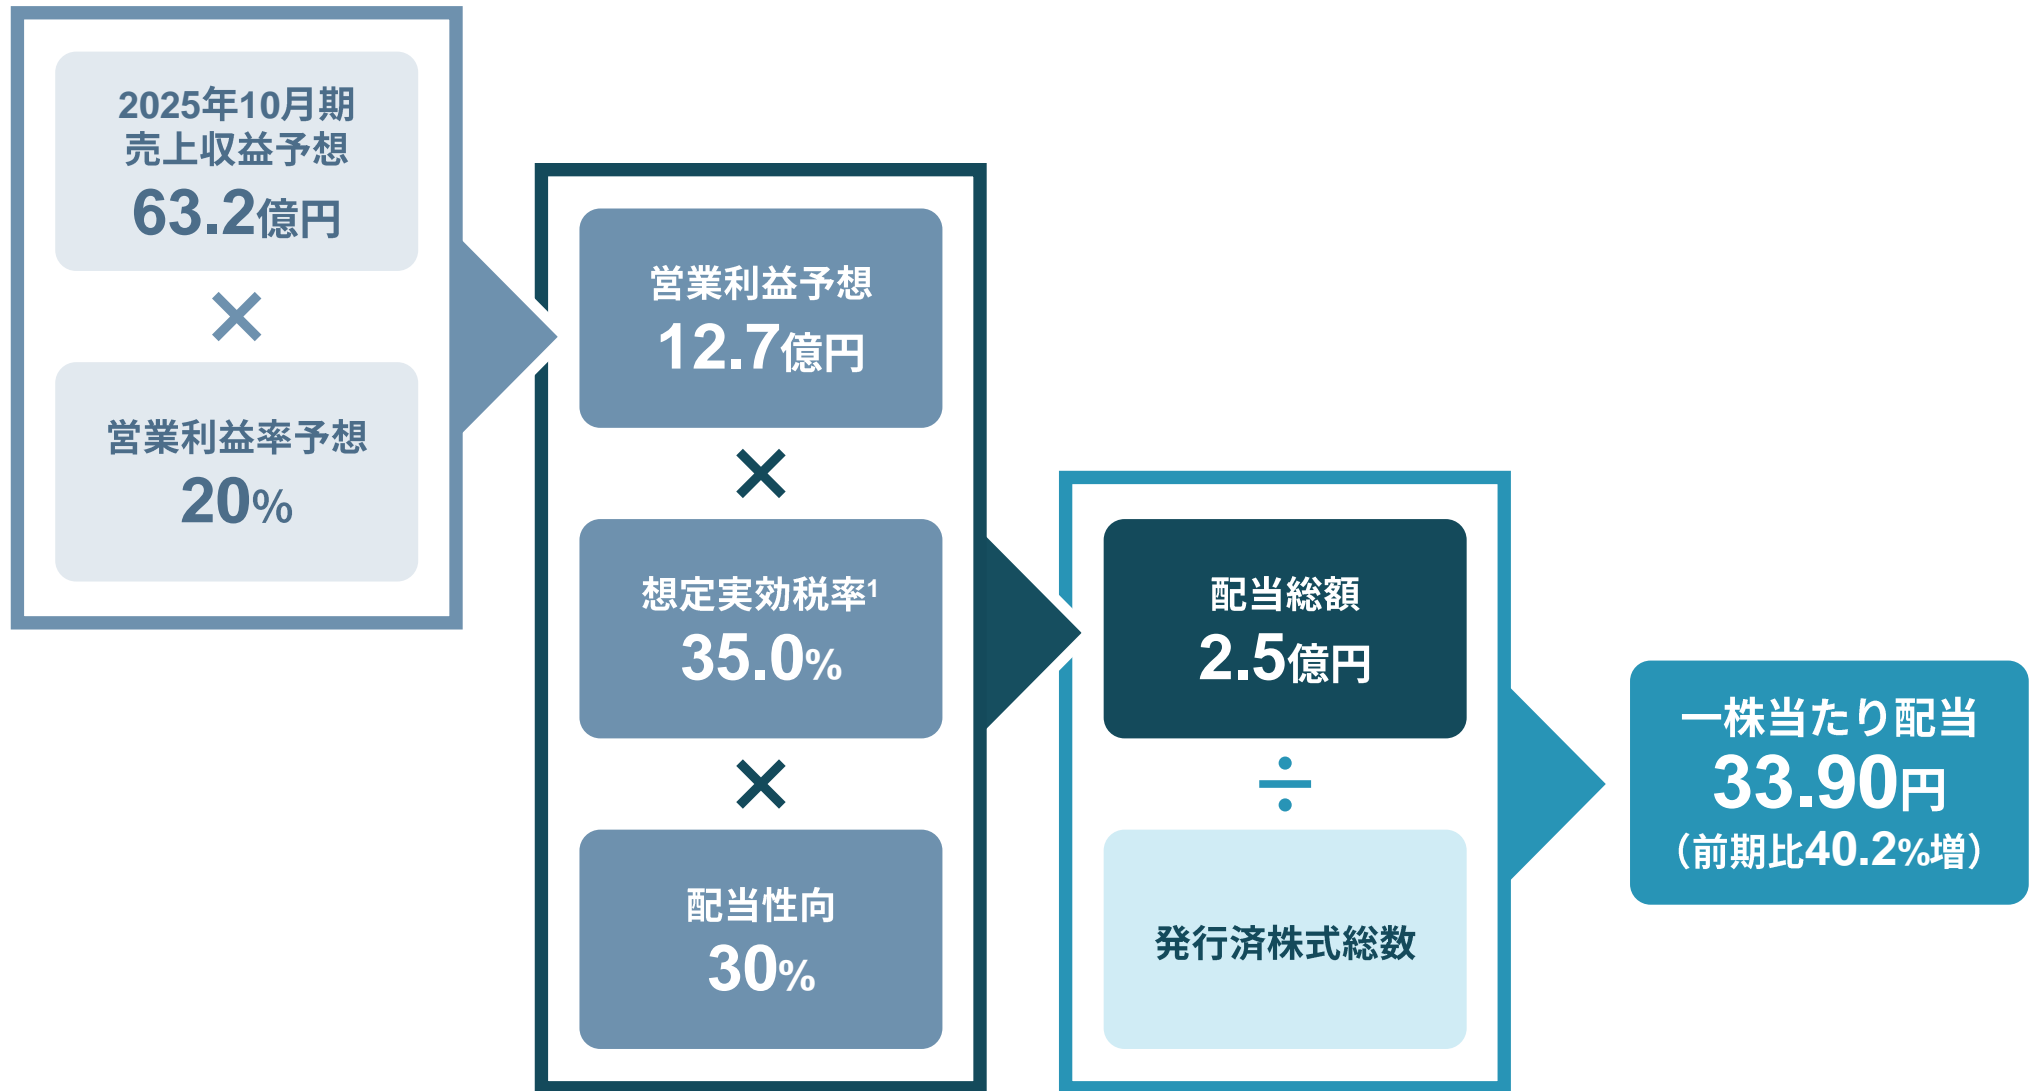 2025年10月期
売上収益予想
63.2億円
×
営業利益率予想
20%
営業利益予想
12.7億円
×
想定実効税率¹
35.0%
×
配当性向
30%
配当総額
2.5億円
÷
発行済株式総数
一株当たり配当
33.90円
（前期比40.2%増）